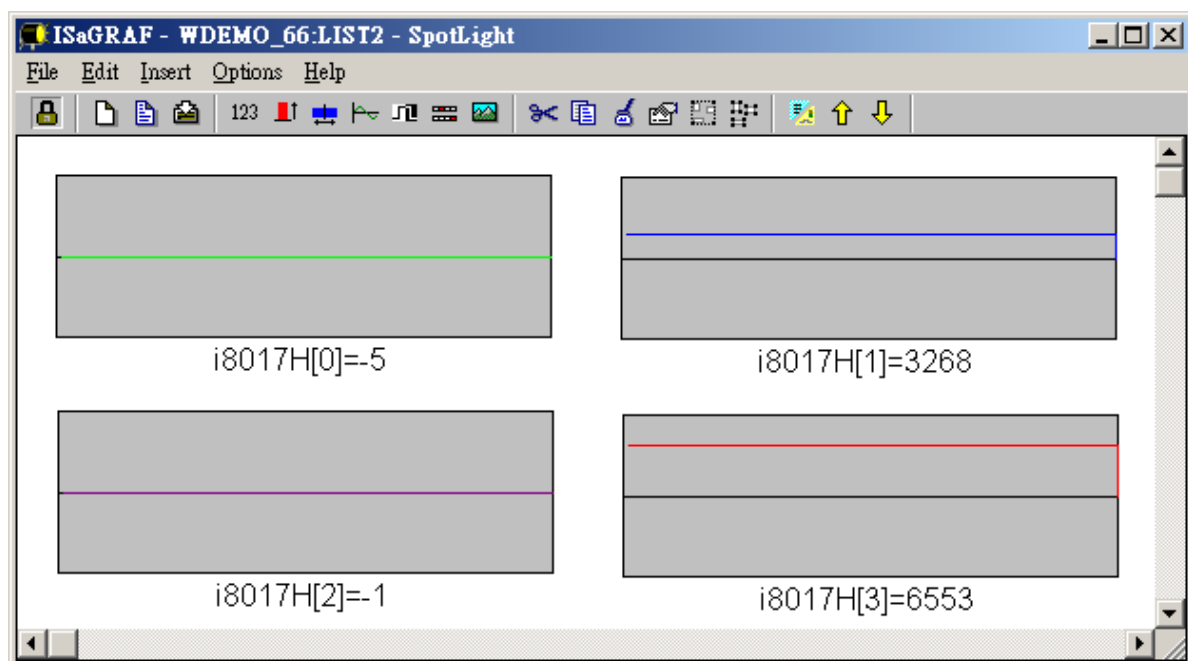 ISaGRAF - WDEMO_66:LIST2 - SpotLight
File Edit Insert Options Help
123
i8017H[0]=-5
i8017H[1]=3268
i8017H[2]=-1
i8017H[3]=6553